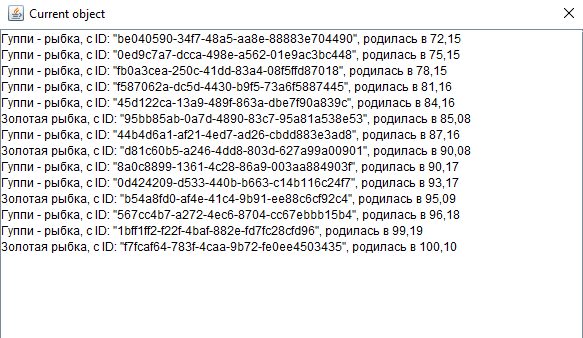 Current object
Гуппи - рыбка, с ID: "be040590-34f7-48a5-aa8e-88883e704490", родилась в 72,15
Гуппи - рыбка, с ID: "0ed9c7a7-dcca-498e-a562-01e9ac3bc448", родилась в 75,15
Гуппи - рыбка, с ID: "fb0a3cea-250c-41dd-83a4-08f5ffd87018", родилась в 78,15
Гуппи - рыбка, с ID: "f587062a-dc5d-4430-b9f5-73a6f5887445", родилась в 81,16
Гуппи - рыбка, с ID: "45d122ca-13a9-489f-863a-dbe7f90a839c", родилась в 84,16
Золотая рыбка, с ID: "95bb85ab-0a7d-4890-83c7-95a81a538e53", родилась в 85,08
Гуппи - рыбка, с ID: "44b4d6a1-af21-4ed7-ad26-cbdd883e3ad8", родилась в 87,16
Золотая рыбка, с ID: "d81c60b5-a246-4dd8-803d-627a99a00901", родилась в 90,08
Гуппи - рыбка, с ID: "8a0c8899-1361-4c28-86a9-003aa884903f", родилась в 90,17
Гуппи - рыбка, с ID: "0d424209-d533-440b-b663-c14b116c24f7", родилась в 93,17
Золотая рыбка, с ID: "b54a8fd0-af4e-41c4-9b91-ee88c6cf92c4", родилась в 95,09
Гуппи - рыбка, с ID: "567cc4b7-a272-4ec6-8704-cc67ebbb15b4", родилась в 96,18
Гуппи - рыбка, с ID: "1bff1ff2-f22f-4baf-882e-fd7fc28cfd96", родилась в 99,19
Золотая рыбка, с ID: "f7fcaf64-783f-4caa-9b72-fe0ee4503435", родилась в 100,10